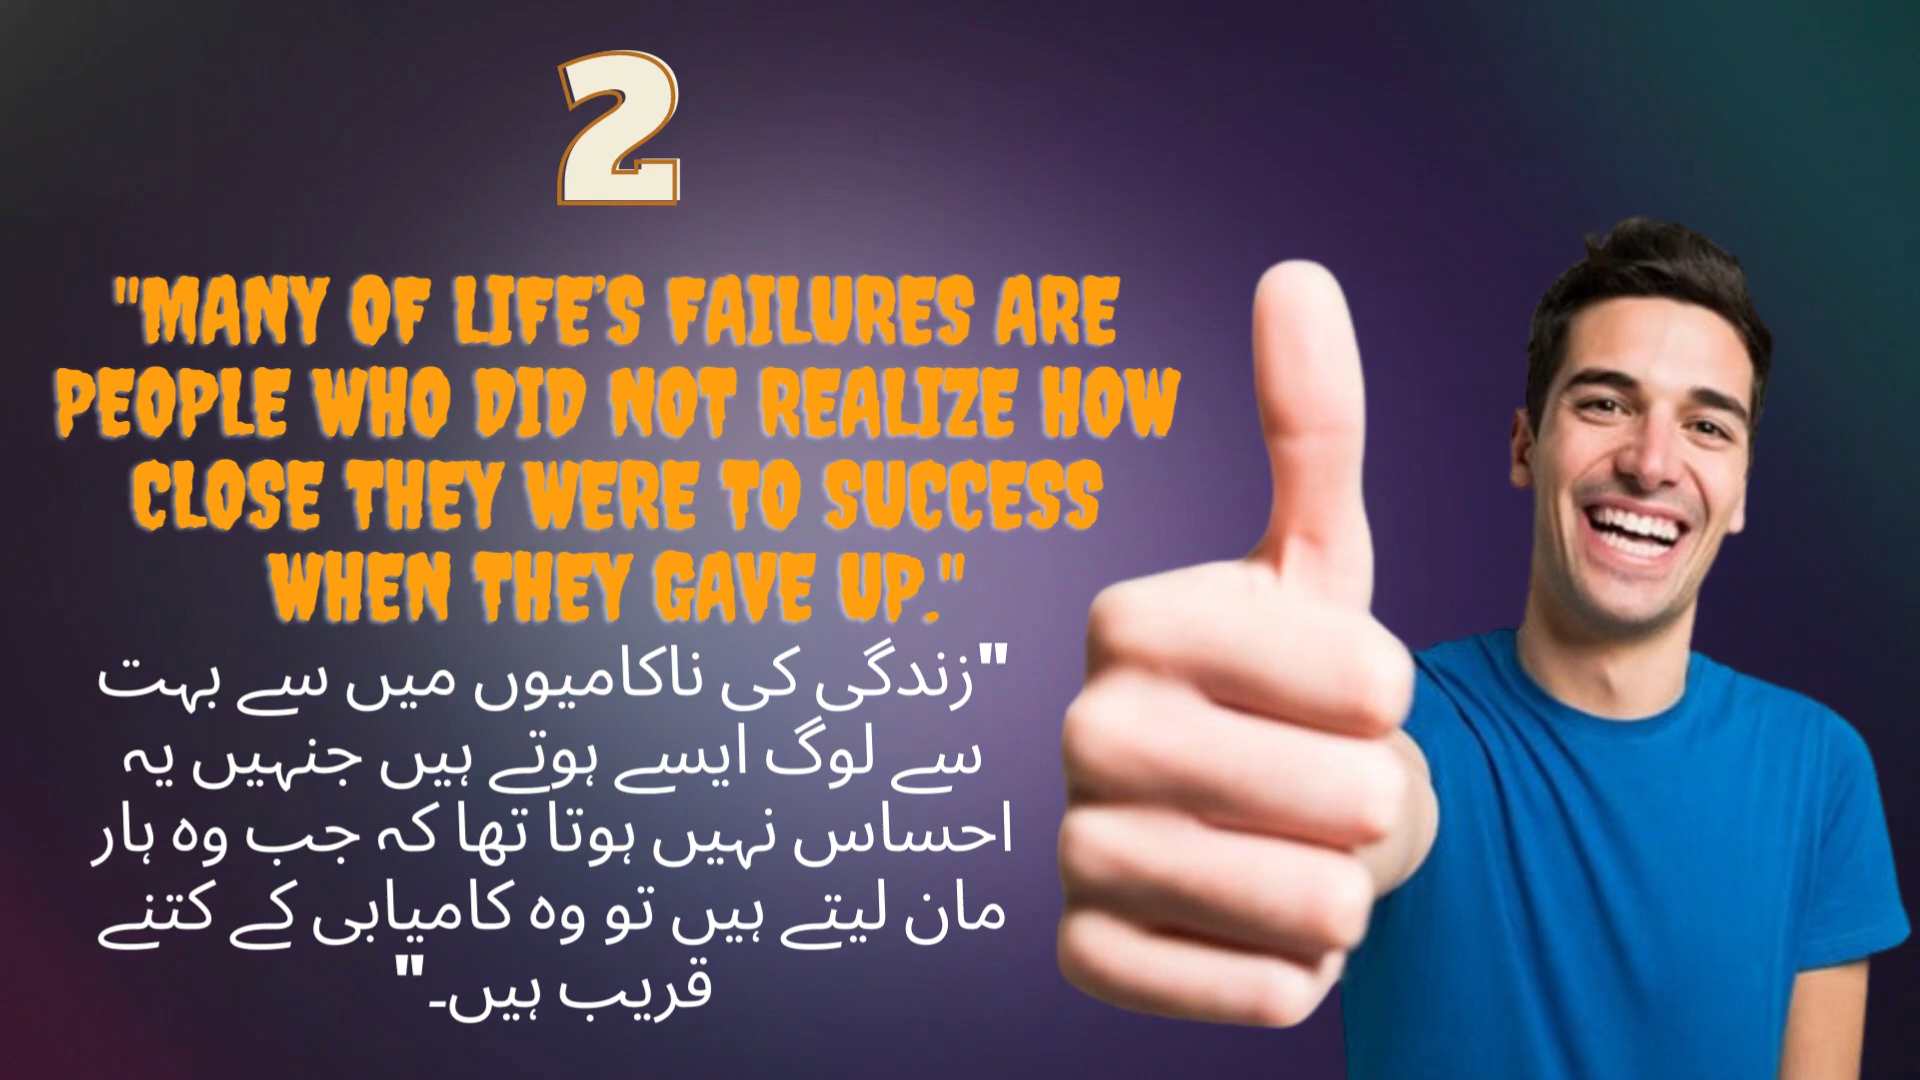 2
"MANY OF LIFE’S FAILURES ARE
PEOPLE WHO DID NOT REALIZE HOW
CLOSE THEY WERE TO SUCCESS
WHEN THEY GAVE UP."
"زندگی کی ناکامیوں میں سے بہت
سے لوگ ایسے ہوتے ہیں جنہیں یہ
احساس نہیں ہوتا تھا کہ جب وہ ہار
مان لیتے ہیں تو وہ کامیابی کے کتنے
قریب ہیں۔"